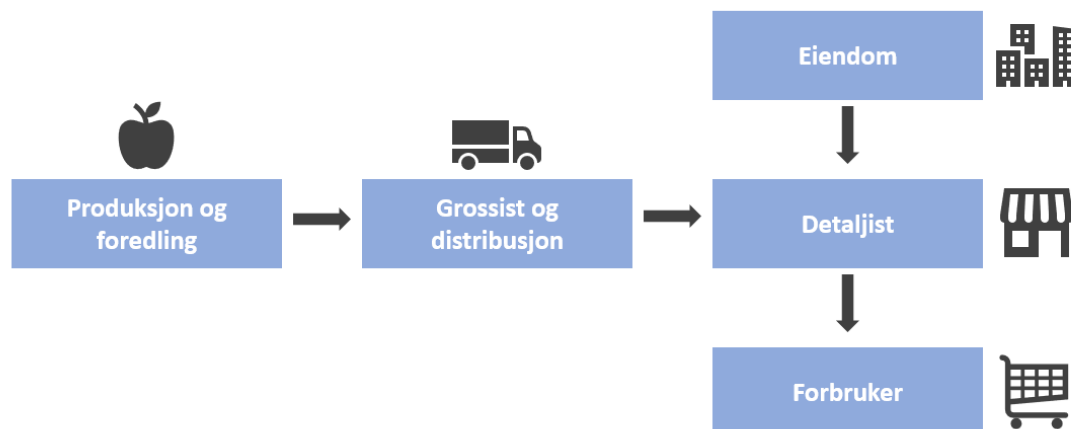 Eiendom
Produksjon og
foredling
Grossist og
distribusjon
Detaljist
Forbruker